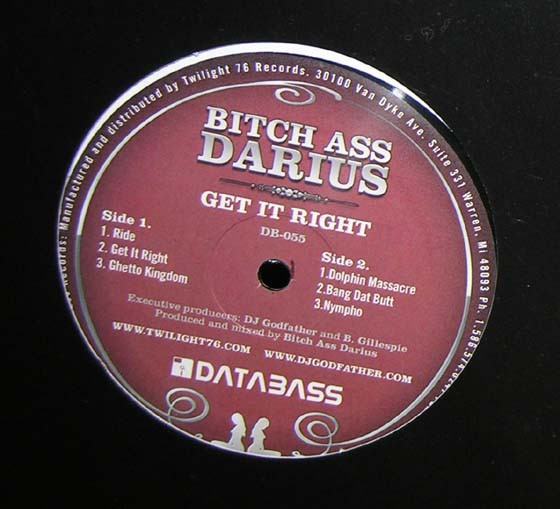 Records: Manufactured and distributed by Twilight 76 Records. 30100 Van Dyke Ave. Suite 331 Warren, Mi 48093 Ph. 1.586.574.
BITCH ASS
DARIUS
GET IT RIGHT
DB-055
Side 1.
1. Ride
2. Get It Right
3. Ghetto Kingdom
Side 2.
1.Dolphin Massacre
2.Bang Dat Butt
3.Nympho
Executive producers: DJ Godfather and B. Gillespie
Produced and mixed by Bitch Ass Darius
WWW.TWILIGHT76.COM WWW.DJGODFATHER.COM
DATABASS